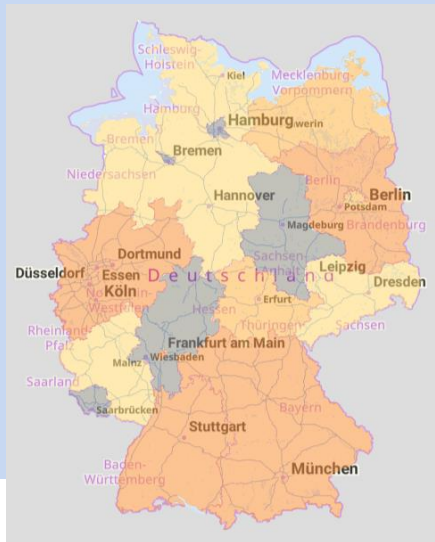 Schleswig-
Holstein
Kiel
Mecklenburg-
Vorpommern
Hamburg
Hamburg
werin
Bremen
Bremen
Niedersachsen
Hannover
Berlin
Berlin
Potsdam
Magdeburg
Brandenburg
Sachsen-
Anhalt
Dortmund
Düsseldorf
Essen
Köln
Westfalen
Deutschland
Leipzig
Dresden
Erfurt
Hessen
Thüringen
Sachsen
Rheinland-
Pfalz
Frankfurt am Main
Mainz
Wiesbaden
Saarland
Saarbrücken
Bayern
Stuttgart
Baden-
Württemberg
München